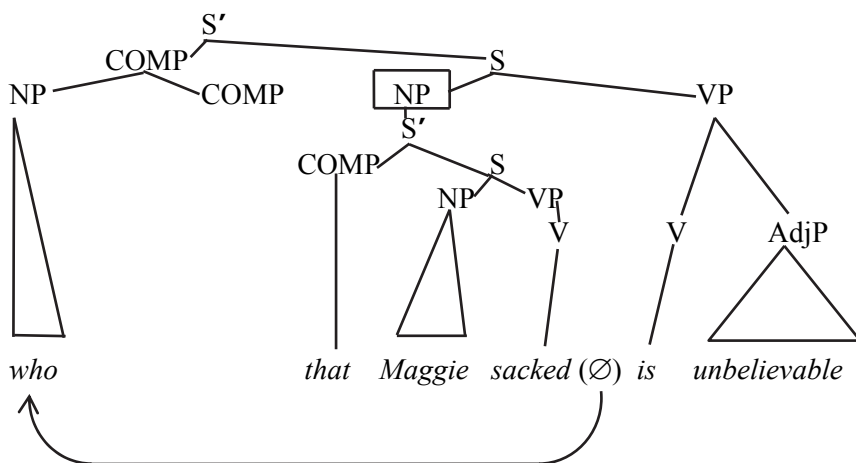 S′
COMP S
NP COMP NP VP
S′
COMP S
NP VP
V V AdjP
who that Maggie sacked (∅) is unbelievable